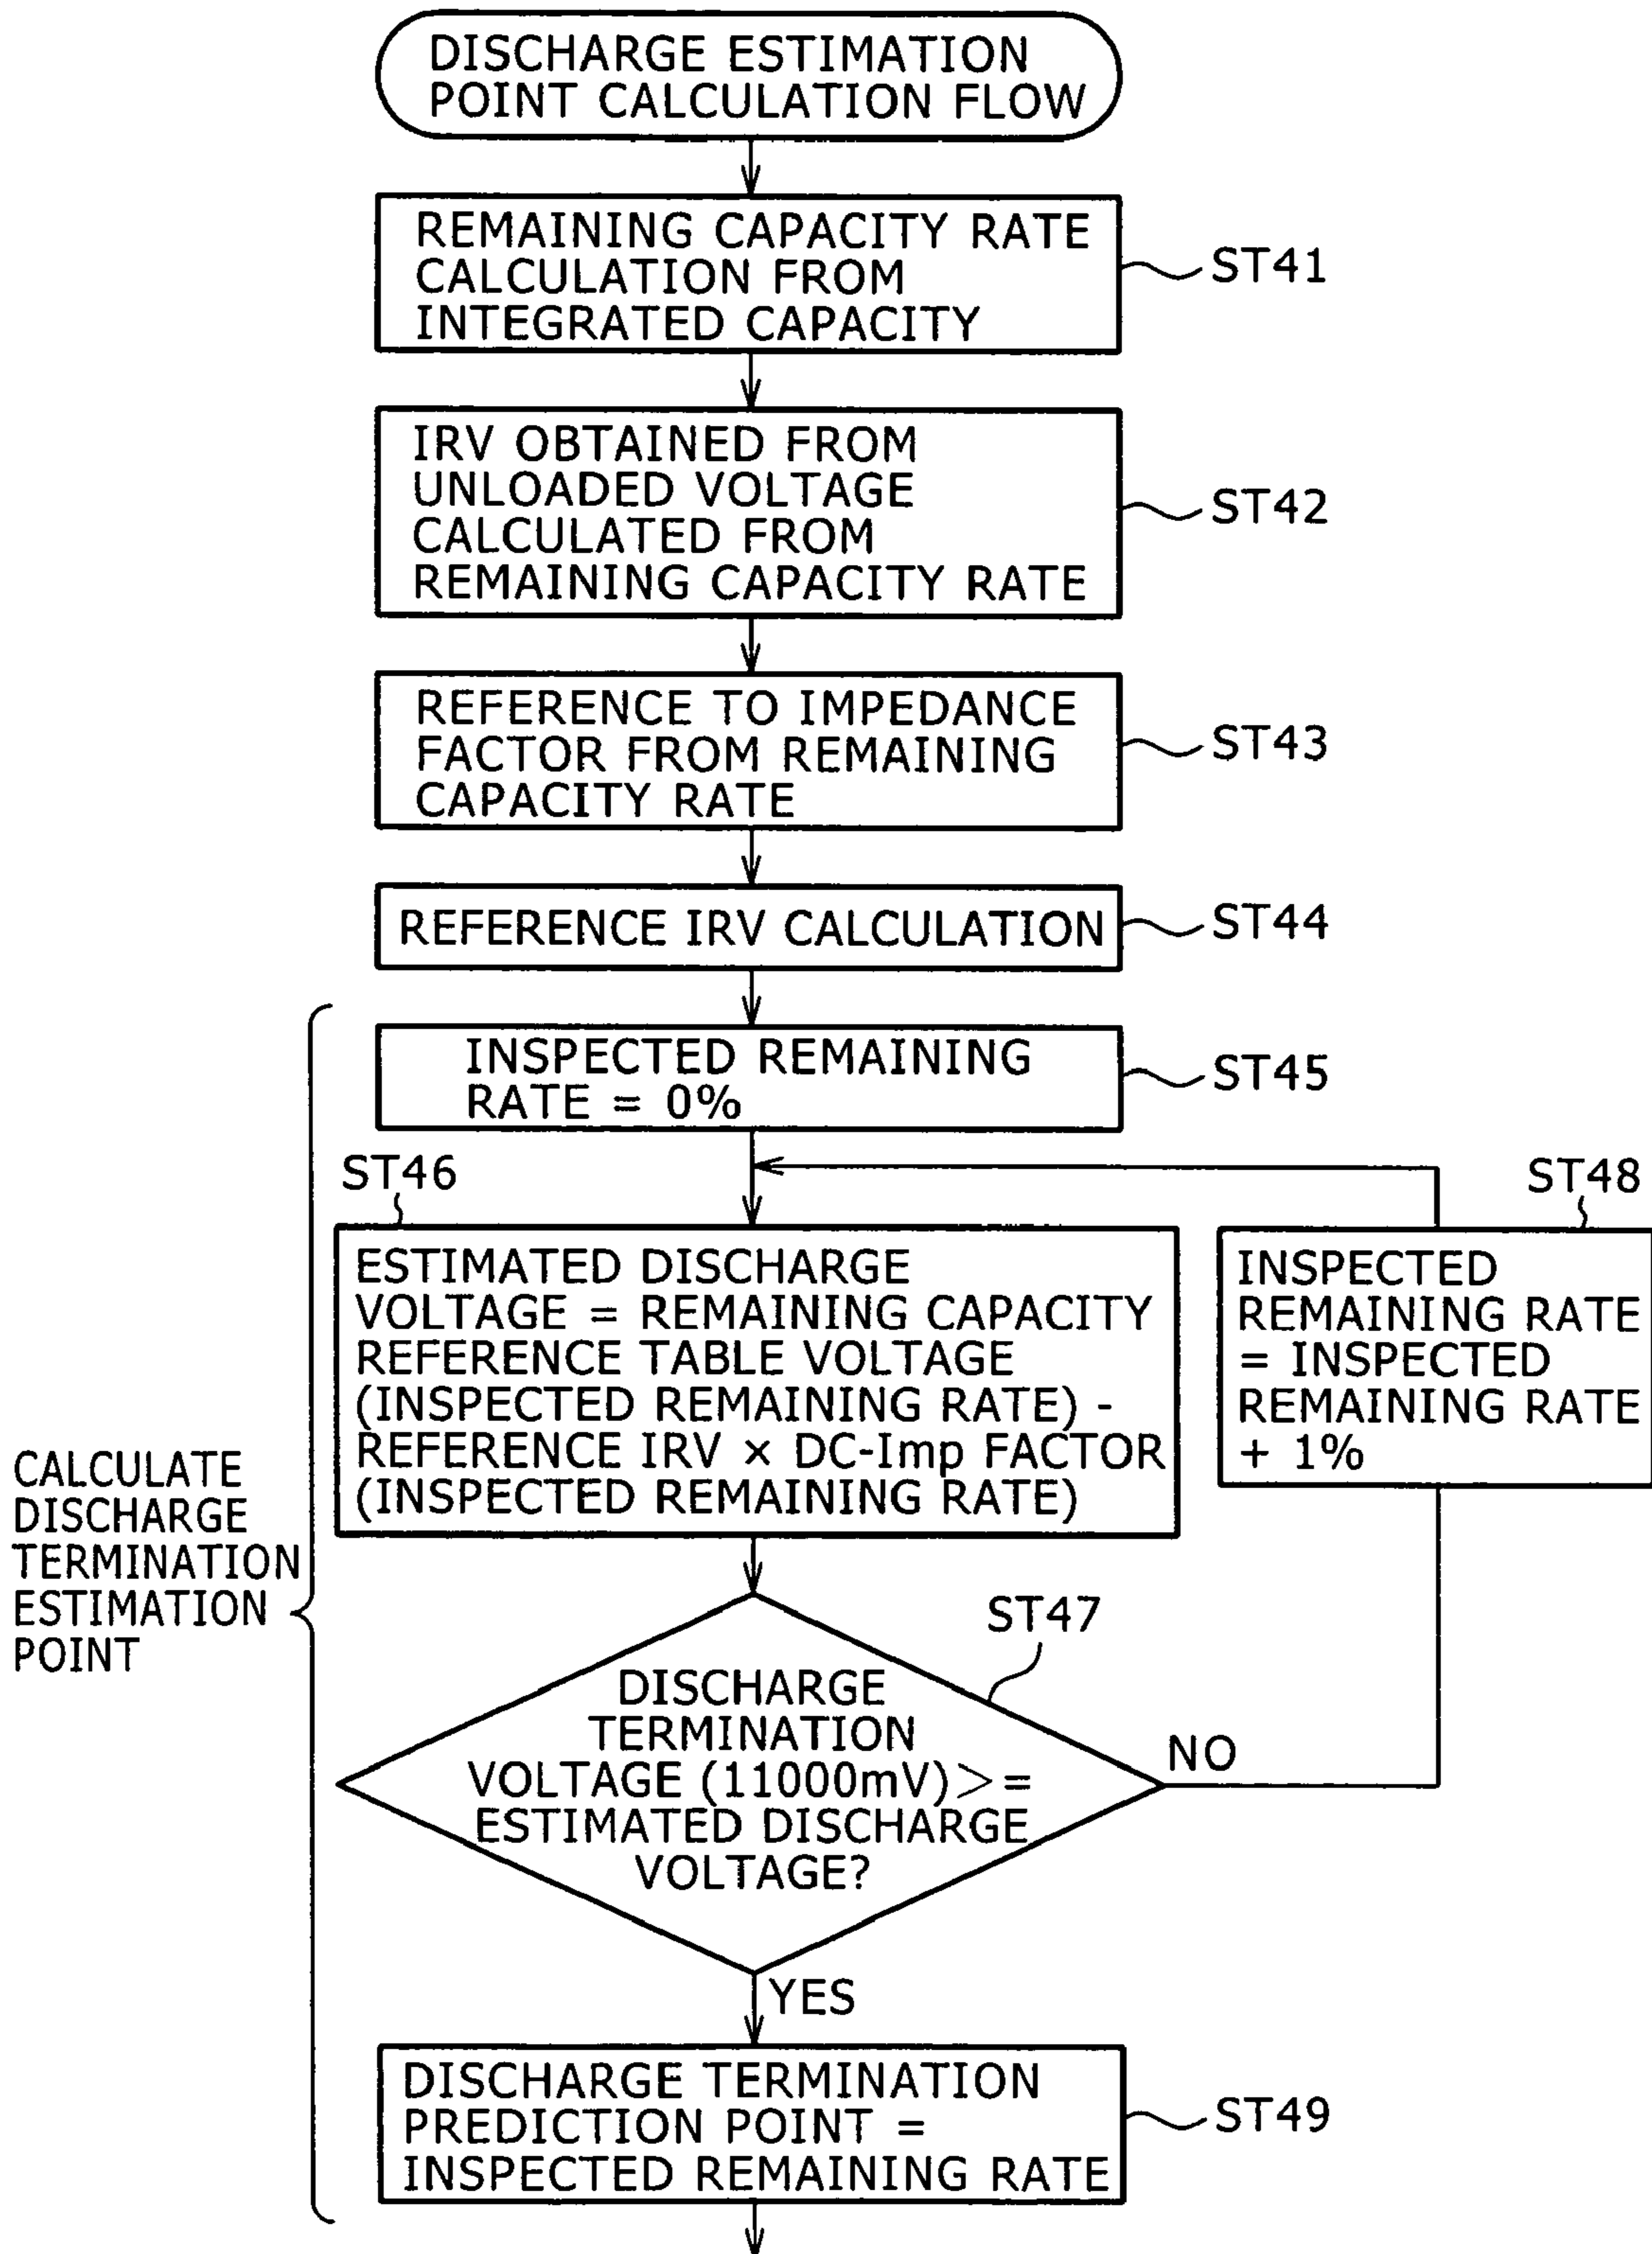 DISCHARGE ESTIMATION
POINT CALCULATION FLOW
REMAINING CAPACITY RATE
CALCULATION FROM
INTEGRATED CAPACITY
ST41
IRV OBTAINED FROM
UNLOADED VOLTAGE
CALCULATED FROM
REMAINING CAPACITY RATE
ST42
REFERENCE TO IMPEDANCE
FACTOR FROM REMAINING
CAPACITY RATE
ST43
REFERENCE IRV CALCULATION
ST44
INSPECTED REMAINING
RATE = 0%
ST45
ST46
ESTIMATED DISCHARGE
VOLTAGE = REMAINING CAPACITY
REFERENCE TABLE VOLTAGE
(INSPECTED REMAINING RATE) -
REFERENCE IRV × DC-Imp FACTOR
(INSPECTED REMAINING RATE)
ST48
INSPECTED
REMAINING RATE
= INSPECTED
REMAINING RATE
+ 1%
CALCULATE
DISCHARGE
TERMINATION
ESTIMATION
POINT
ST47
DISCHARGE
TERMINATION
VOLTAGE (11000mV) > =
ESTIMATED DISCHARGE
VOLTAGE?
NO
YES
DISCHARGE TERMINATION
PREDICTION POINT =
INSPECTED REMAINING RATE
ST49